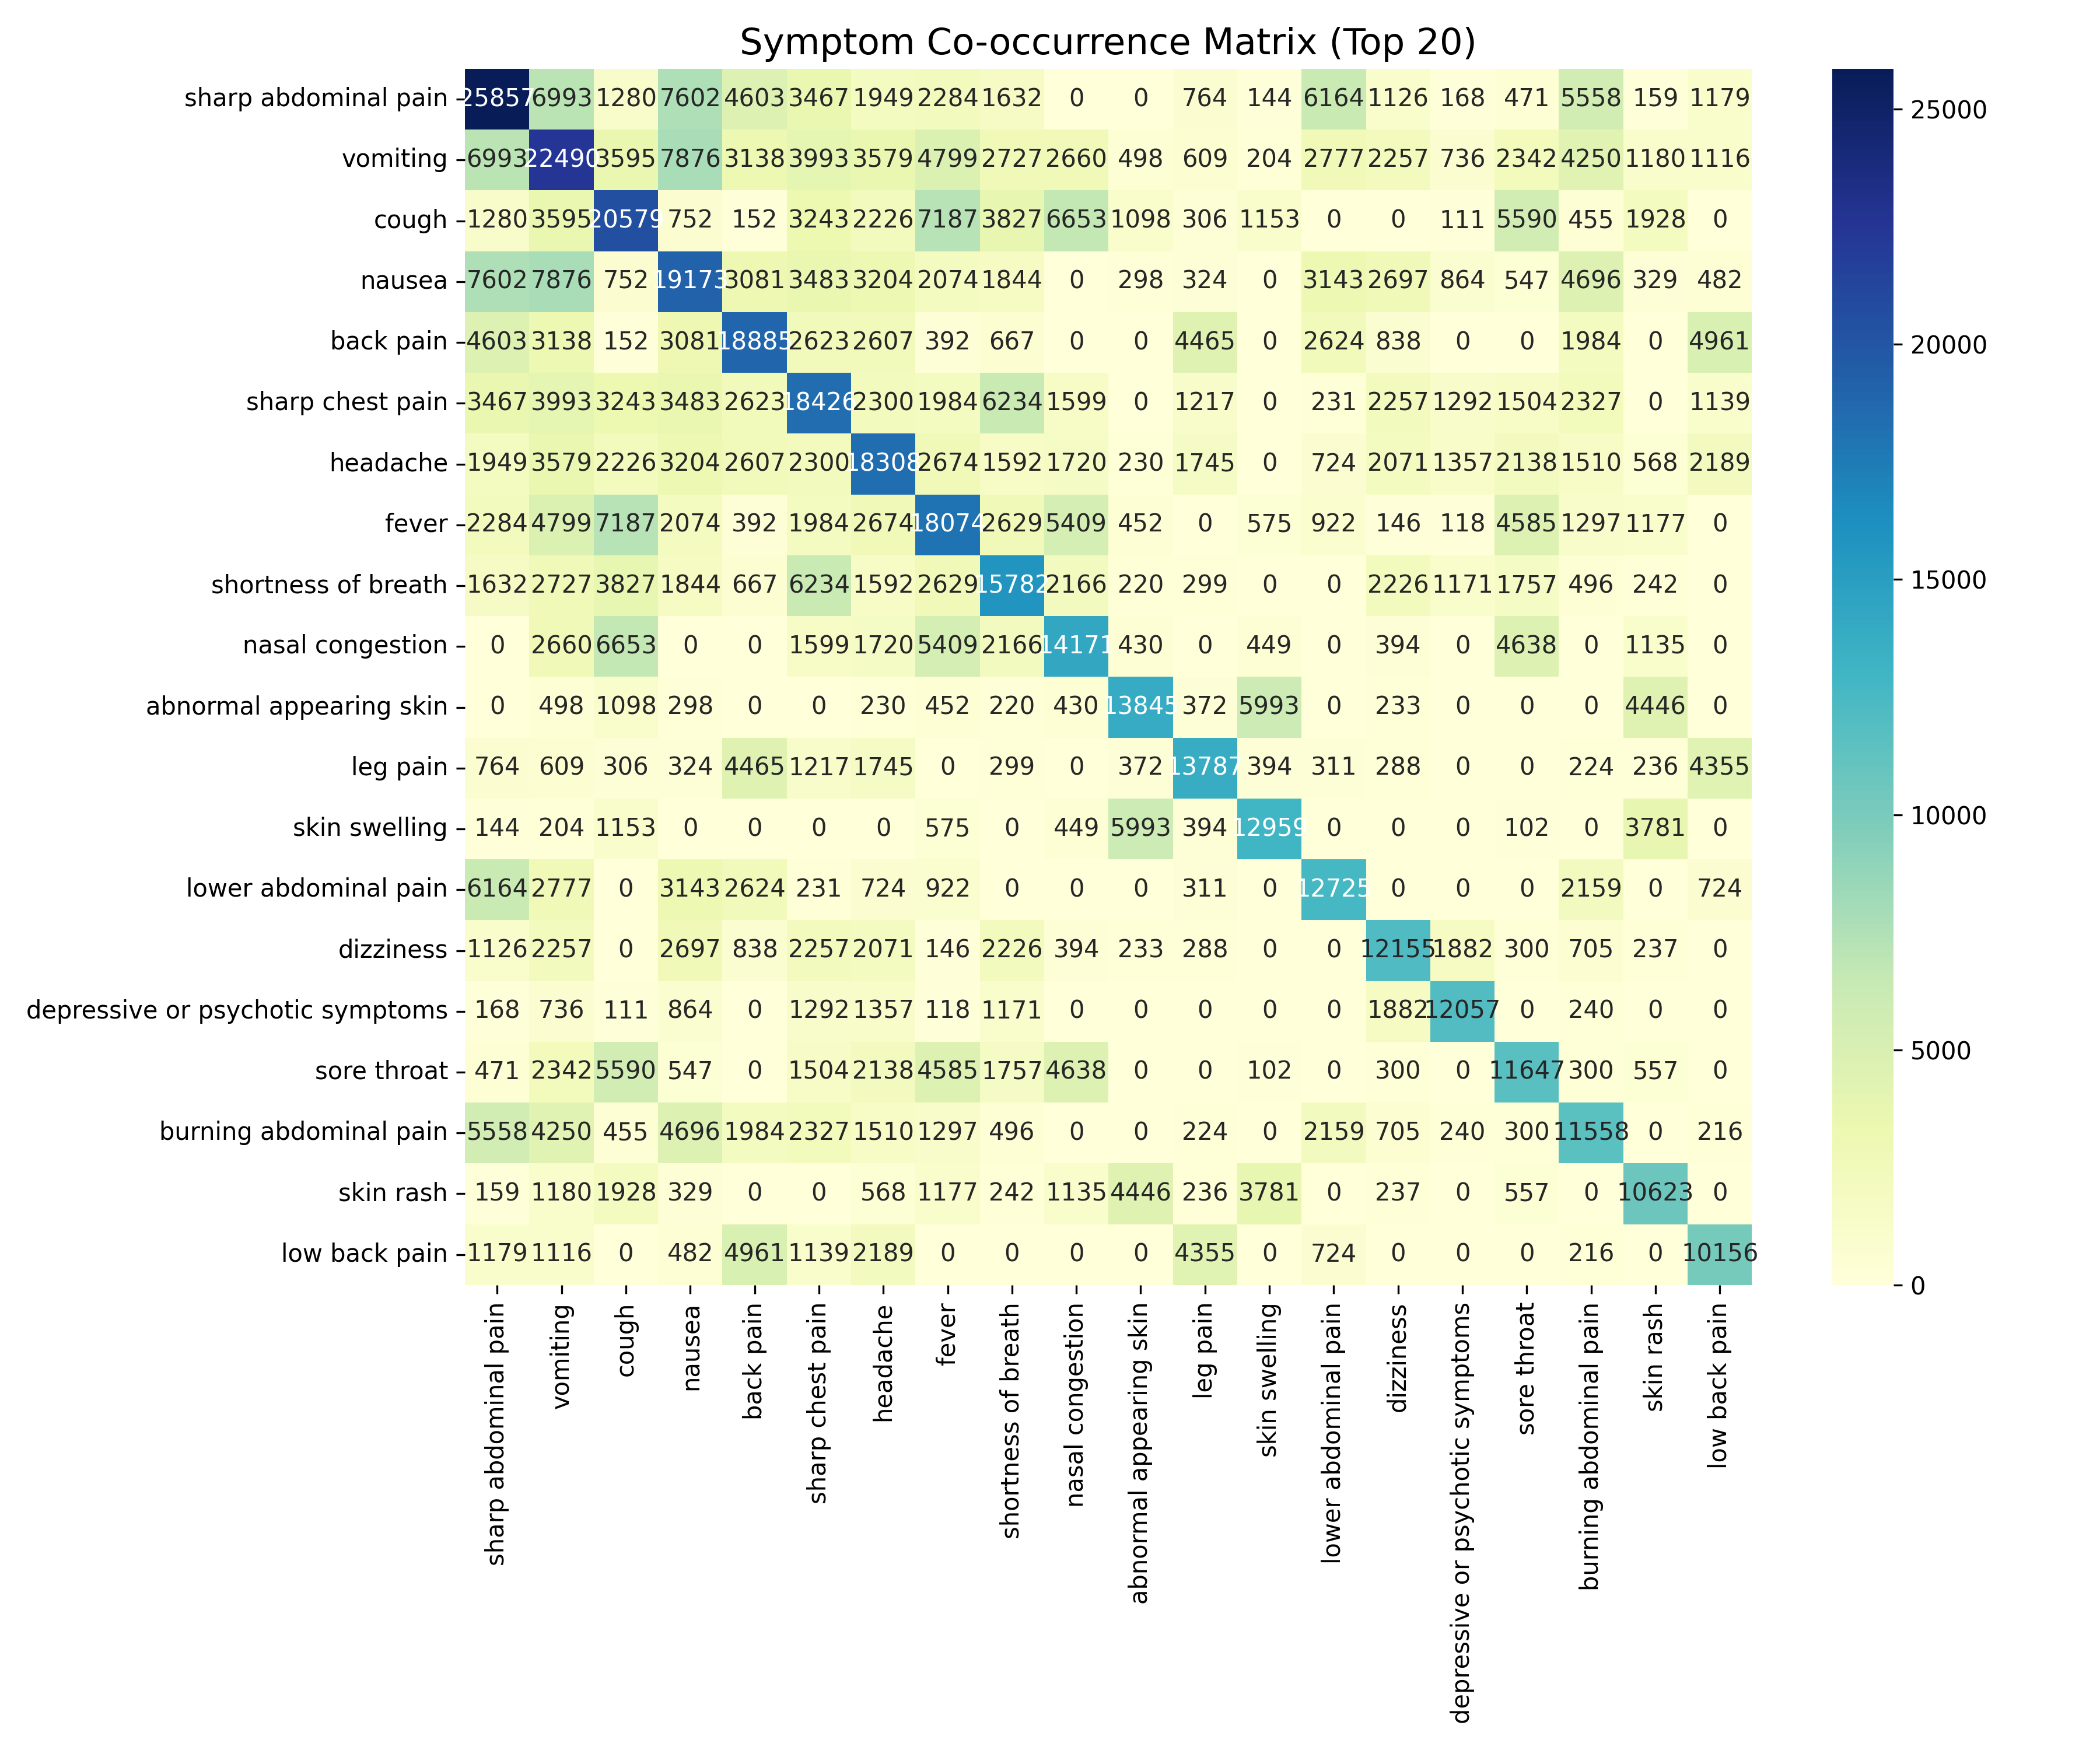 Symptom Co-occurrence Matrix (Top 20)
sharp abdominal pain 25857 6993 1280 7602 4603 3467 1949 2284 1632 0 0 764 144 6164 1126 168 471 5558 159 1179
vomiting 6993 22490 3595 7876 3138 3993 3579 4799 2727 2660 498 609 204 2777 2257 736 2342 4250 1180 1116
cough 1280 3595 20579 752 152 3243 2226 7187 3827 6653 1098 306 1153 0 0 111 5590 455 1928 0
nausea 7602 7876 752 19173 3081 3483 3204 2074 1844 0 298 324 0 3143 2697 864 547 4696 329 482
back pain 4603 3138 152 3081 18885 2623 2607 392 667 0 0 4465 0 2624 838 0 0 1984 0 4961
sharp chest pain 3467 3993 3243 3483 2623 18426 2300 1984 6234 1599 0 1217 0 231 2257 1292 1504 2327 0 1139
headache 1949 3579 2226 3204 2607 2300 18308 2674 1592 1720 230 1745 0 724 2071 1357 2138 1510 568 2189
fever 2284 4799 7187 2074 392 1984 2674 18074 2629 5409 452 0 575 922 146 118 4585 1297 1177 0
shortness of breath 1632 2727 3827 1844 667 6234 1592 2629 15782 2166 220 299 0 0 2226 1171 1757 496 242 0
nasal congestion 0 2660 6653 0 0 1599 1720 5409 2166 14171 430 0 449 0 394 0 4638 0 1135 0
abnormal appearing skin 0 498 1098 298 0 0 230 452 220 430 13845 372 5993 0 233 0 0 0 4446 0
leg pain 764 609 306 324 4465 1217 1745 0 299 0 372 13787 394 311 288 0 0 224 236 4355
skin swelling 144 204 1153 0 0 0 0 575 0 449 5993 394 12959 0 0 0 102 0 3781 0
lower abdominal pain 6164 2777 0 3143 2624 231 724 922 0 0 0 311 0 12725 0 0 0 2159 0 724
dizziness 1126 2257 0 2697 838 2257 2071 146 2226 394 233 288 0 0 12155 1882 300 705 237 0
depressive or psychotic symptoms 168 736 111 864 0 1292 1357 118 1171 0 0 0 0 0 1882 12057 0 240 0 0
sore throat 471 2342 5590 547 0 1504 2138 4585 1757 4638 0 0 102 0 300 0 11647 300 557 0
burning abdominal pain 5558 4250 455 4696 1984 2327 1510 1297 496 0 0 224 0 2159 705 240 300 11558 0 216
skin rash 159 1180 1928 329 0 0 568 1177 242 1135 4446 236 3781 0 237 0 557 0 10623 0
low back pain 1179 1116 0 482 4961 1139 2189 0 0 0 0 4355 0 724 0 0 0 216 0 10156
sharp abdominal pain
vomiting
cough
nausea
back pain
sharp chest pain
headache
fever
shortness of breath
nasal congestion
abnormal appearing skin
leg pain
skin swelling
lower abdominal pain
dizziness
depressive or psychotic symptoms
sore throat
burning abdominal pain
skin rash
low back pain
25000
20000
15000
10000
5000
0